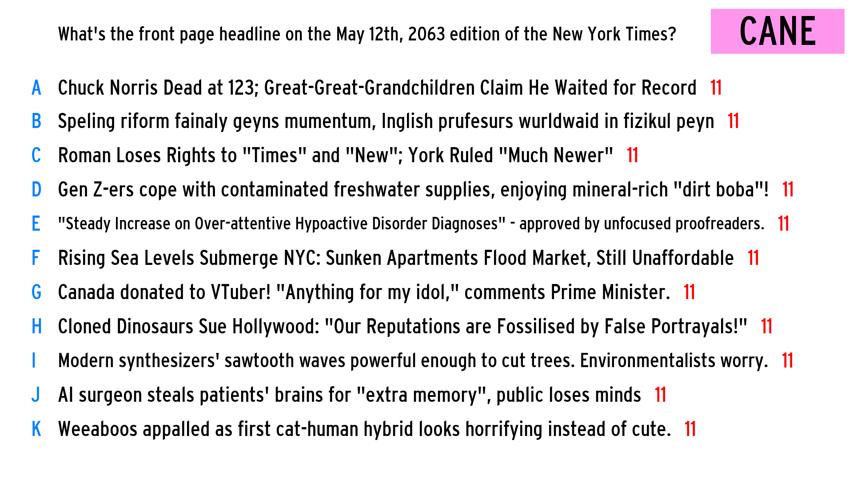 What's the front page headline on the May 12th, 2063 edition of the New York Times?
CANE
A Chuck Norris Dead at 123; Great-Great-Grandchildren Claim He Waited for Record 11
B Speling riform fainaly geyns mumentum, Inglish prufesurs wurldwaid in fizikul peyn 11
C Roman Loses Rights to "Times" and "New"; York Ruled "Much Newer" 11
D Gen Z-ers cope with contaminated freshwater supplies, enjoying mineral-rich "dirt boba"! 11
E "Steady Increase on Over-attentive Hypoactive Disorder Diagnoses" - approved by unfocused proofreaders. 11
F Rising Sea Levels Submerge NYC: Sunken Apartments Flood Market, Still Unaffordable 11
G Canada donated to VTuber! "Anything for my idol," comments Prime Minister. 11
H Cloned Dinosaurs Sue Hollywood: "Our Reputations are Fossilised by False Portrayals!" 11
I Modern synthesizers' sawtooth waves powerful enough to cut trees. Environmentalists worry. 11
J AI surgeon steals patients' brains for "extra memory", public loses minds 11
K Weeaboos appalled as first cat-human hybrid looks horrifying instead of cute. 11